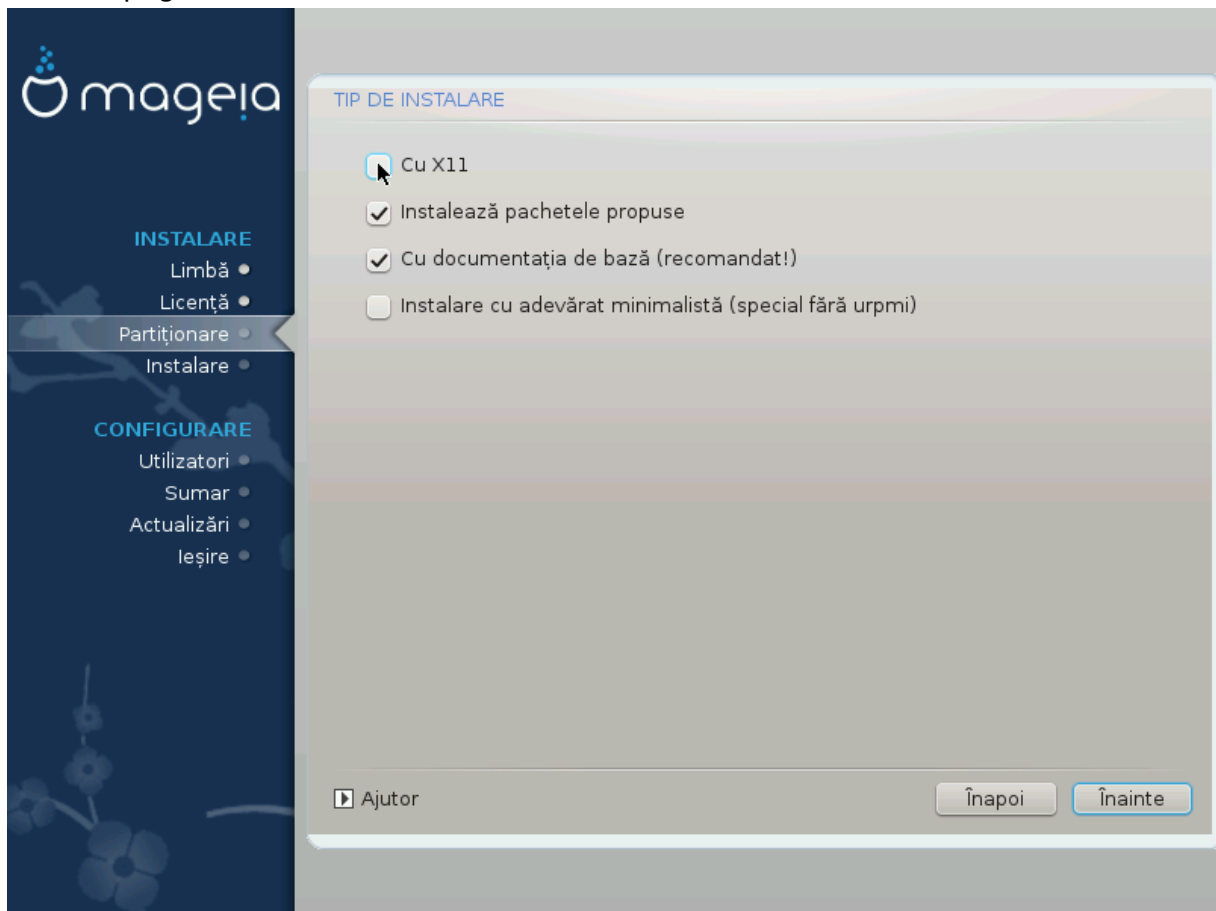 mageia
INSTALARE
Limbă
Licență
Partiționare
Instalare
CONFIGURARE
Utilizatori
Sumar
Actualizări
Ieșire
TIP DE INSTALARE
Cu X11
Instalează pachetele propuse
Cu documentația de bază (recomandat!)
Instalare cu adevărat minimalistă (special fără urpmi)
Ajutor
Înapoi
Înainte